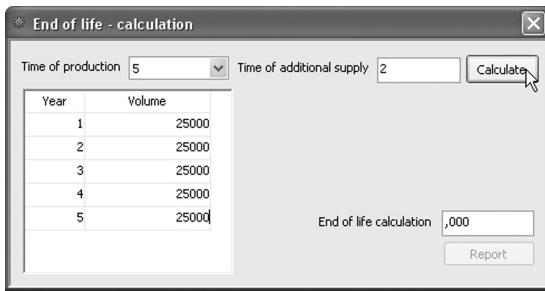 End of life - calculation
Time of production 5 Time of additional supply 2 Calculate
Year Volume
1 25000
2 25000
3 25000
4 25000
5 25000
End of life calculation ,000
Report